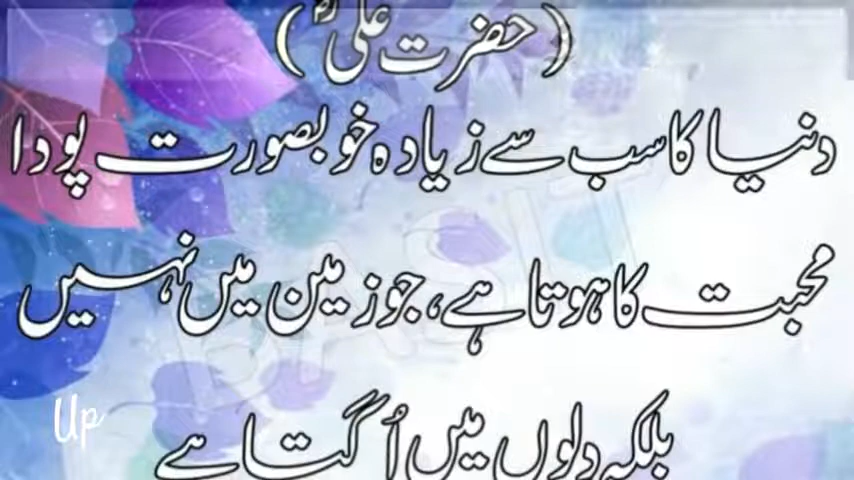 (حضرت علیؓ)
دنیا کا سب سے زیادہ خوبصورت پودا
محبت کا ہوتا ہے، جو زمین میں نہیں
بلکہ دلوں میں اُگتا ہے
BASIT
Up